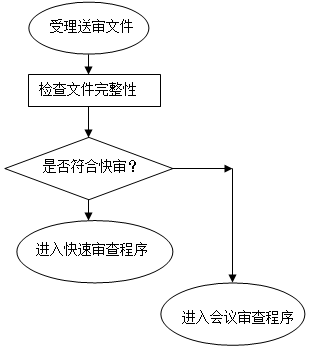 受理送审文件
检查文件完整性
是否符合快审？
进入快速审查程序
进入会议审查程序